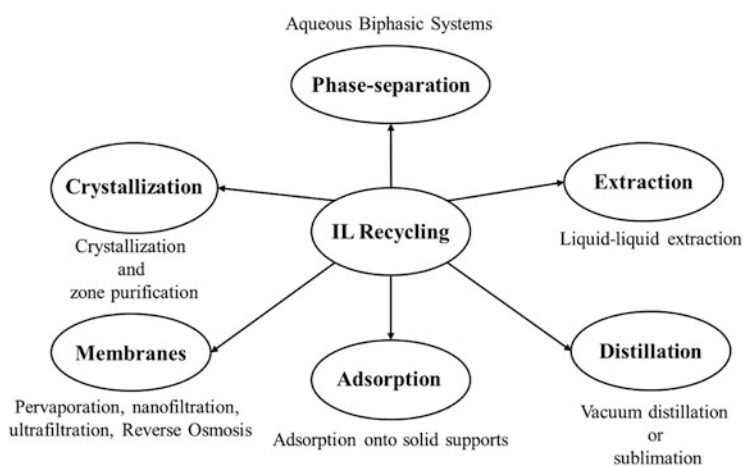 Aqueous Biphasic Systems
Phase-separation
Crystallization
Extraction
IL Recycling
Crystallization
and
zone purification
Liquid-liquid extraction
Membranes
Adsorption
Distillation
Pervaporation, nanofiltration,
ultrafiltration, Reverse Osmosis
Adsorption onto solid supports
Vacuum distillation
or
sublimation